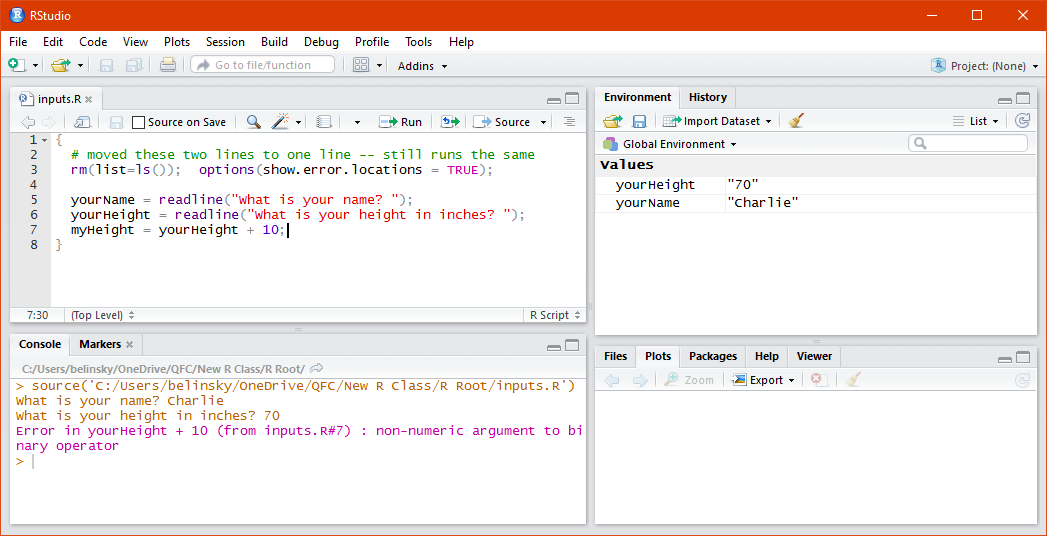 RStudio
File Edit Code View Plots Session Build Debug Profile Tools Help
Go to file/function Addins Project: (None)
inputs.R
Source on Save Run Source
1 {
2 # moved these two lines to one line -- still runs the same
3 rm(list=ls()); options(show.error.locations = TRUE);
4
5 yourName = readline("What is your name? ");
6 yourHeight = readline("What is your height in inches? ");
7 myHeight = yourHeight + 10;
8 }
7:30 (Top Level) R Script
Console Markers
C:/Users/belinsky/OneDrive/QFC/New R Class/R Root/
> source('C:/Users/belinsky/OneDrive/QFC/New R Class/R Root/inputs.R')
What is your name? Charlie
What is your height in inches? 70
Error in yourHeight + 10 (from inputs.R#7) : non-numeric argument to bi
nary operator
>
Environment History
Import Dataset List
Global Environment
Values
yourHeight "70"
yourName "Charlie"
Files Plots Packages Help Viewer
Zoom Export